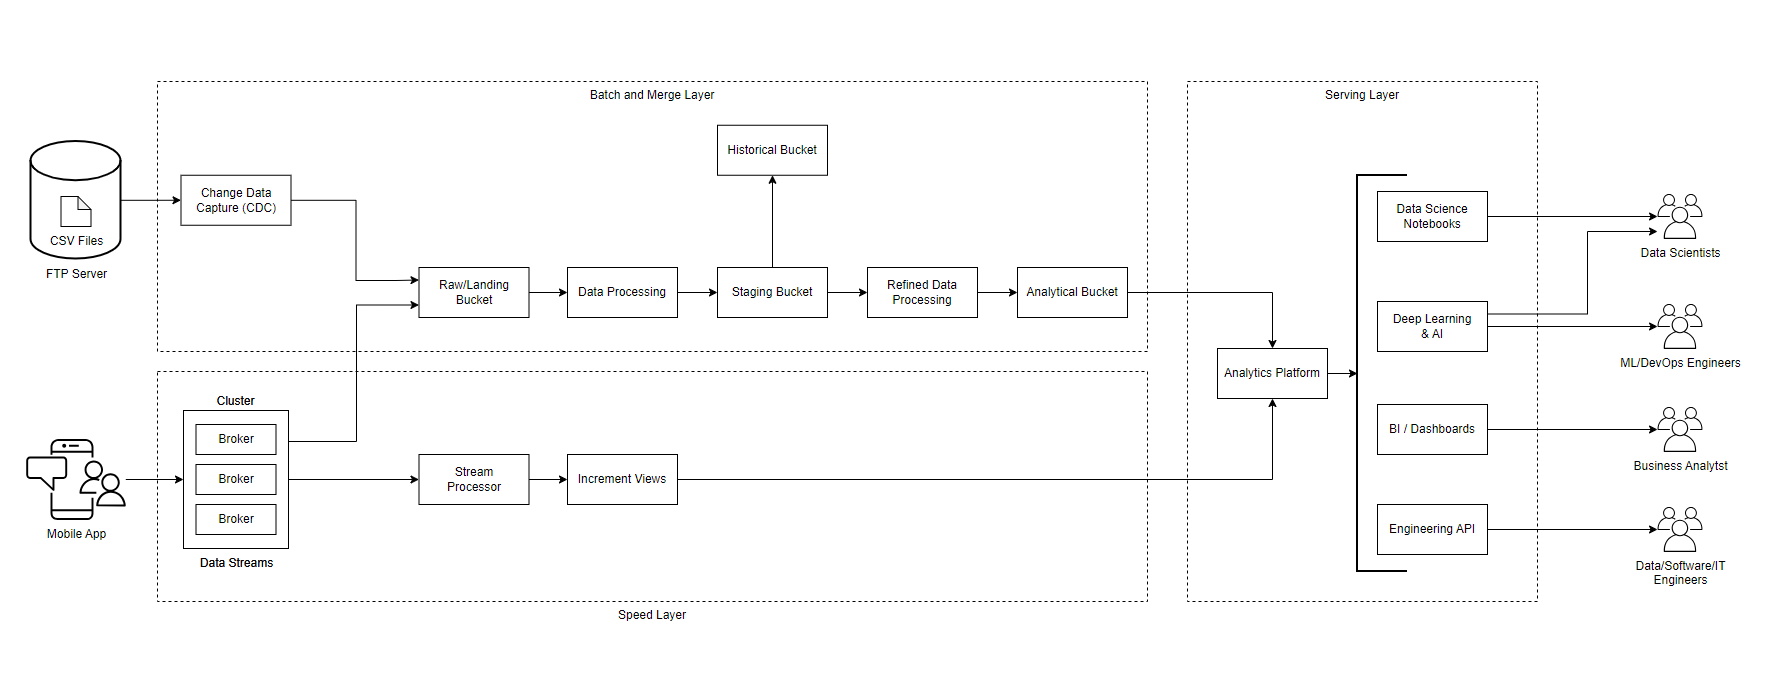 Batch and Merge Layer
Serving Layer
Historical Bucket
Change Data
Capture (CDC)
CSV Files
FTP Server
Raw/Landing
Bucket
Data Processing
Staging Bucket
Refined Data
Processing
Analytical Bucket
Analytics Platform
Data Science
Notebooks
Data Scientists
Deep Learning
& AI
ML/DevOps Engineers
BI / Dashboards
Business Analytst
Engineering API
Data/Software/IT
Engineers
Cluster
Broker
Broker
Broker
Data Streams
Mobile App
Stream
Processor
Increment Views
Speed Layer